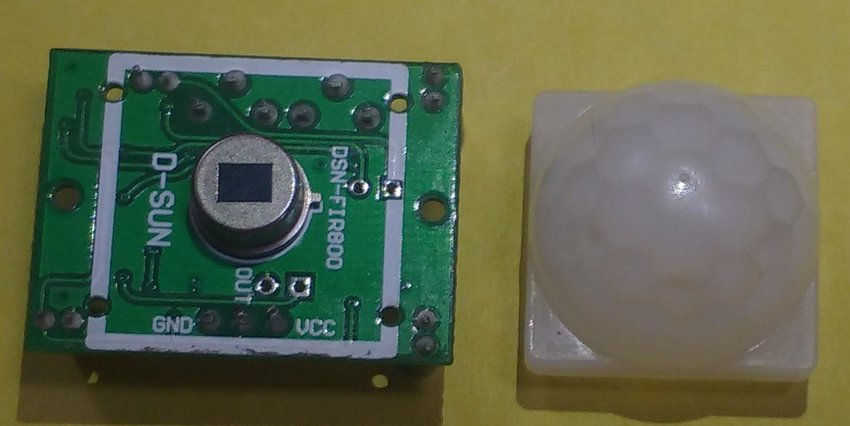 D-SUN
DSN-FIR800
OUT
GND
VCC